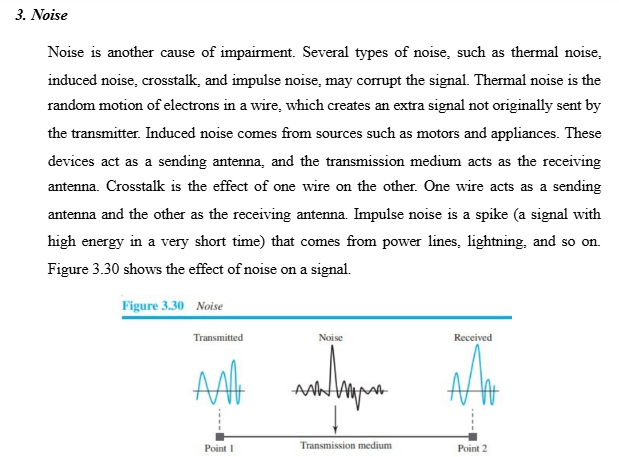 3. Noise
Noise is another cause of impairment. Several types of noise, such as thermal noise,
induced noise, crosstalk, and impulse noise, may corrupt the signal. Thermal noise is the
random motion of electrons in a wire, which creates an extra signal not originally sent by
the transmitter. Induced noise comes from sources such as motors and appliances. These
devices act as a sending antenna, and the transmission medium acts as the receiving
antenna. Crosstalk is the effect of one wire on the other. One wire acts as a sending
antenna and the other as the receiving antenna. Impulse noise is a spike (a signal with
high energy in a very short time) that comes from power lines, lightning, and so on.
Figure 3.30 shows the effect of noise on a signal.
Figure 3.30 Noise
Transmitted Noise Received
Point 1 Transmission medium Point 2